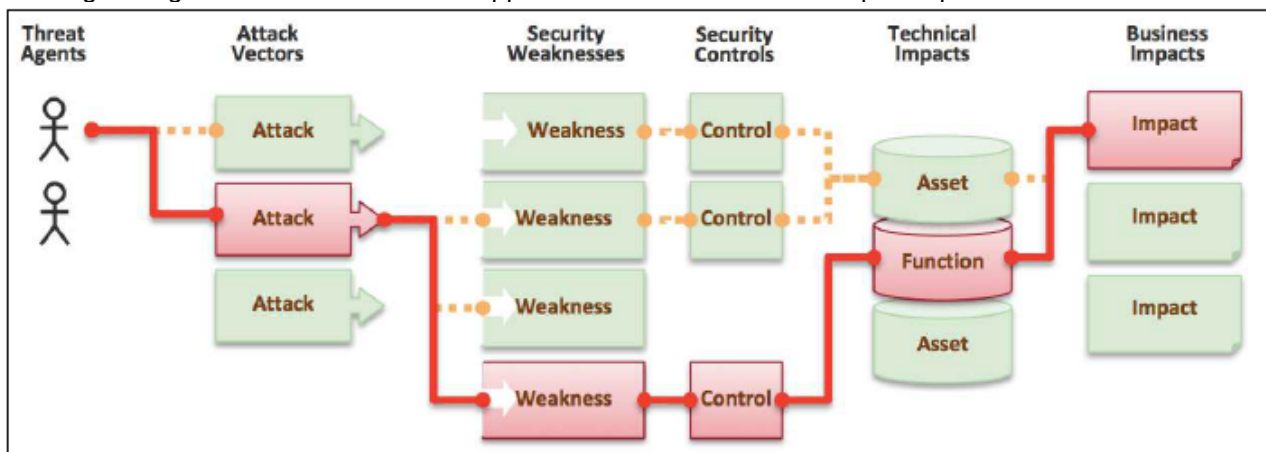 Threat Agents
Attack Vectors
Security Weaknesses
Security Controls
Technical Impacts
Business Impacts
Attack
Attack
Attack
Weakness
Weakness
Weakness
Weakness
Control
Control
Control
Asset
Function
Asset
Impact
Impact
Impact